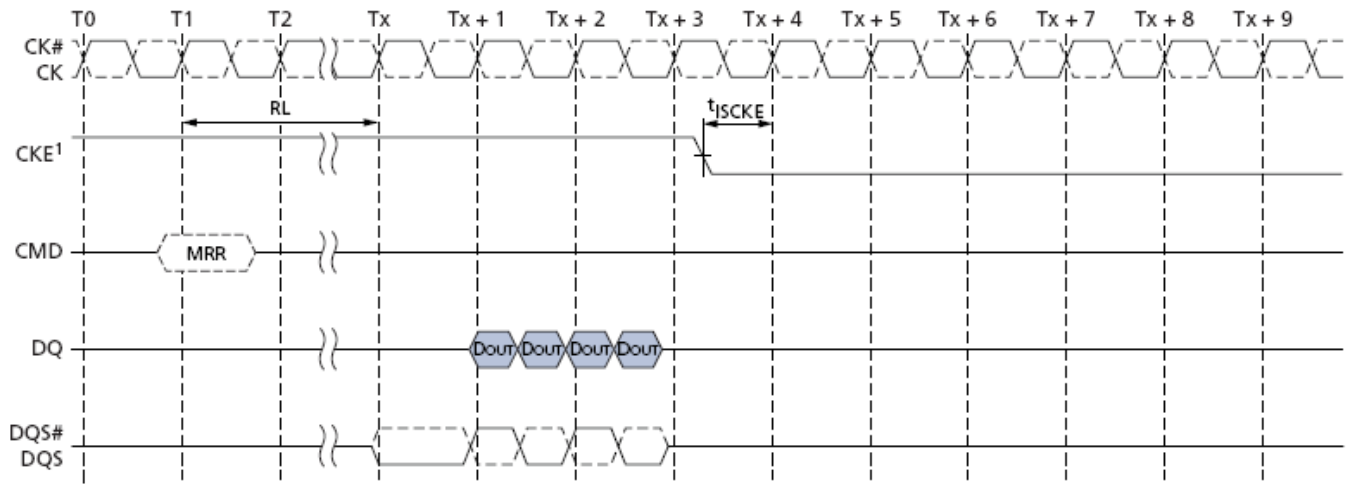 T0 T1 T2 Tx Tx + 1 Tx + 2 Tx + 3 Tx + 4 Tx + 5 Tx + 6 Tx + 7 Tx + 8 Tx + 9
CK#
CK
RL
tISCKE
CKE1
CMD
MRR
DQ
DOUT DOUT DOUT DOUT
DQS#
DQS